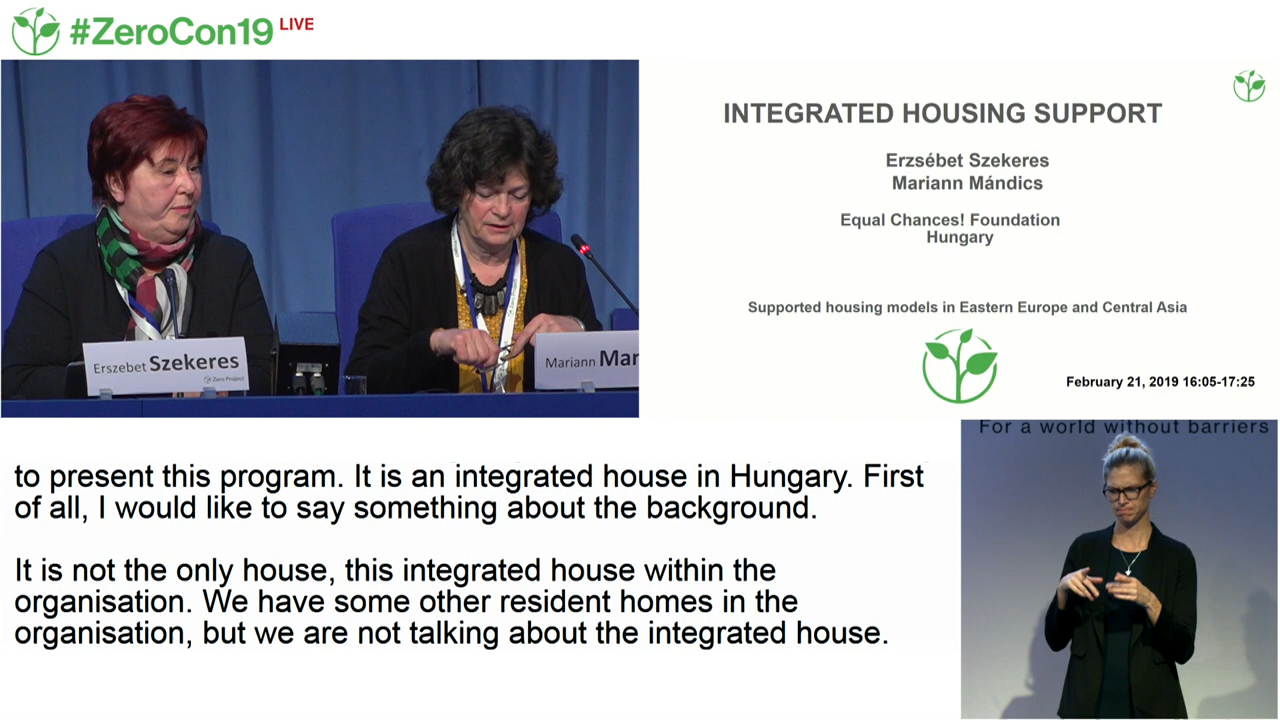 #ZeroCon19 LIVE
Erszebet Szekeres
Zero Project
Mariann Mar
INTEGRATED HOUSING SUPPORT
Erzsébet Szekeres
Mariann Mándics
Equal Chances! Foundation
Hungary
Supported housing models in Eastern Europe and Central Asia
February 21, 2019 16:05-17:25
to present this program. It is an integrated house in Hungary. First
of all, I would like to say something about the background.
It is not the only house, this integrated house within the
organisation. We have some other resident homes in the
organisation, but we are not talking about the integrated house.
For a world without barriers